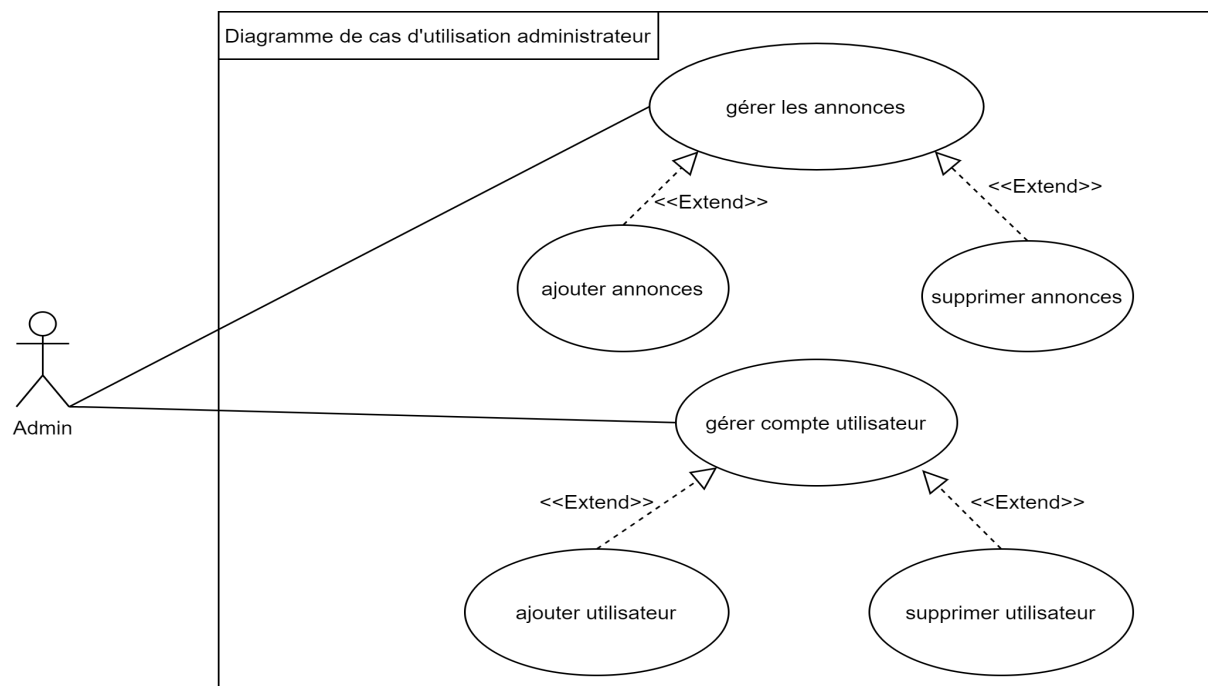 Diagramme de cas d'utilisation administrateur
gérer les annonces
<<Extend>>
<<Extend>>
ajouter annonces
supprimer annonces
Admin
gérer compte utilisateur
<<Extend>>
<<Extend>>
ajouter utilisateur
supprimer utilisateur